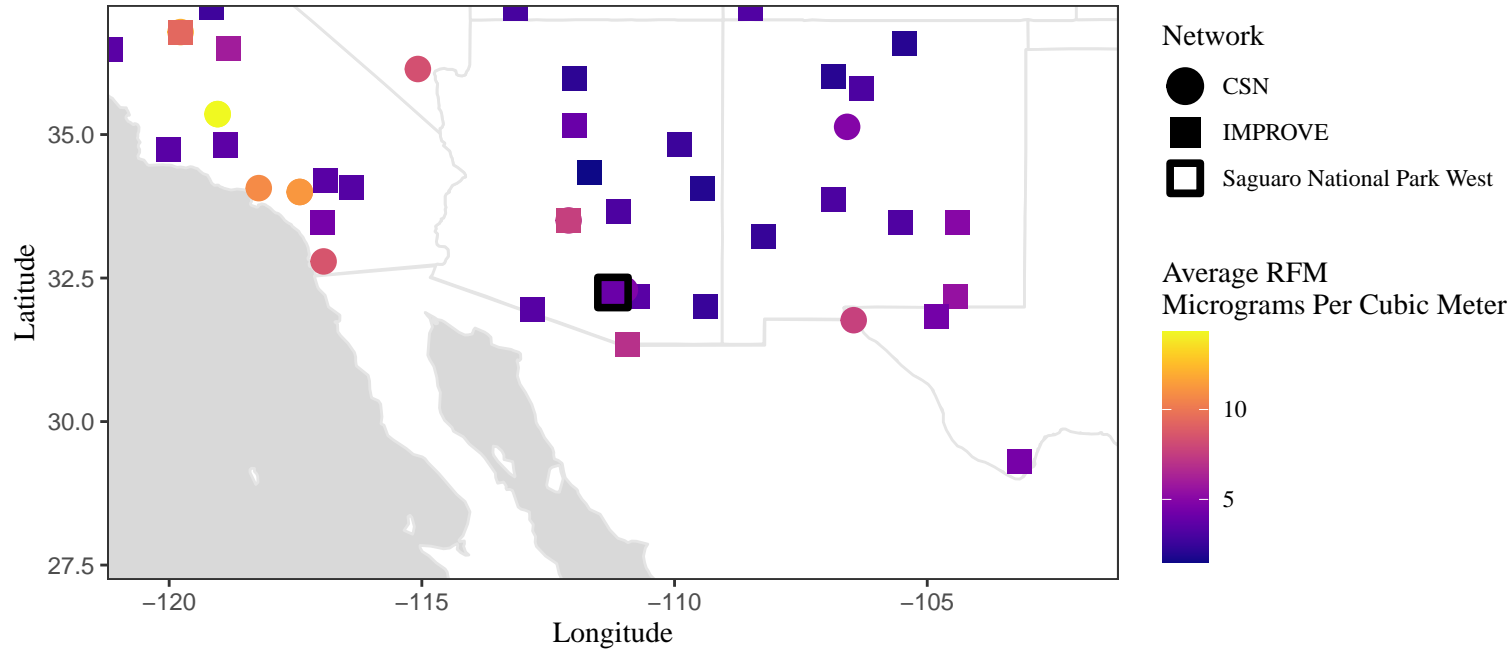 35.0
32.5
30.0
27.5
Latitude
−120
−115
−110
−105
Longitude
Network
CSN
IMPROVE
Saguaro National Park West
Average RFM
Micrograms Per Cubic Meter
10
5